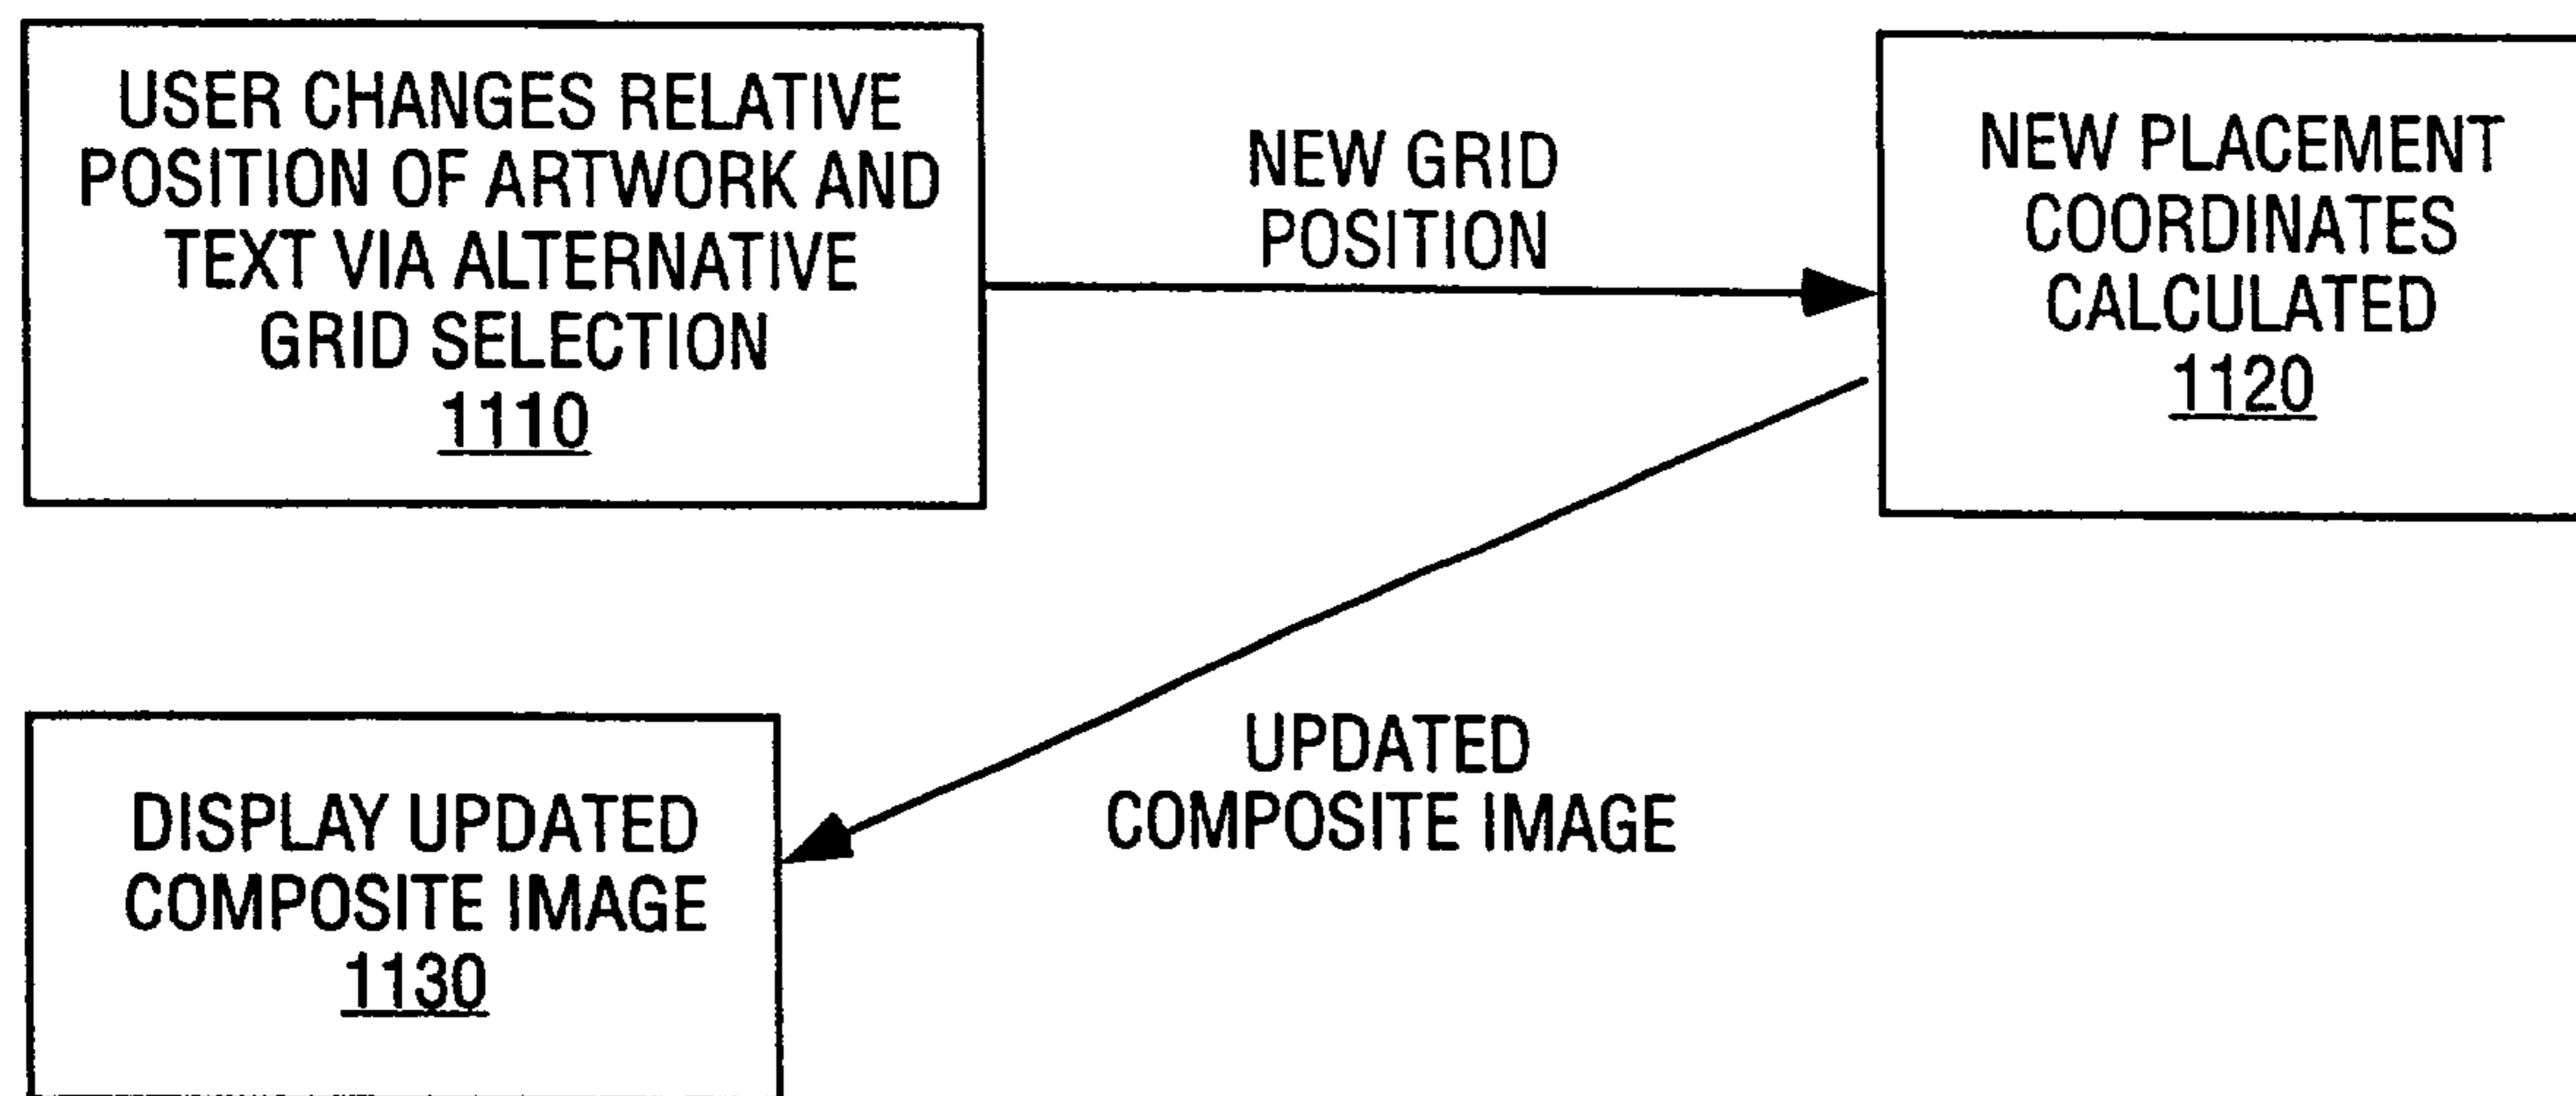 USER CHANGES RELATIVE
POSITION OF ARTWORK AND
TEXT VIA ALTERNATIVE
GRID SELECTION
1110
NEW GRID
POSITION
NEW PLACEMENT
COORDINATES
CALCULATED
1120
UPDATED
COMPOSITE IMAGE
DISPLAY UPDATED
COMPOSITE IMAGE
1130